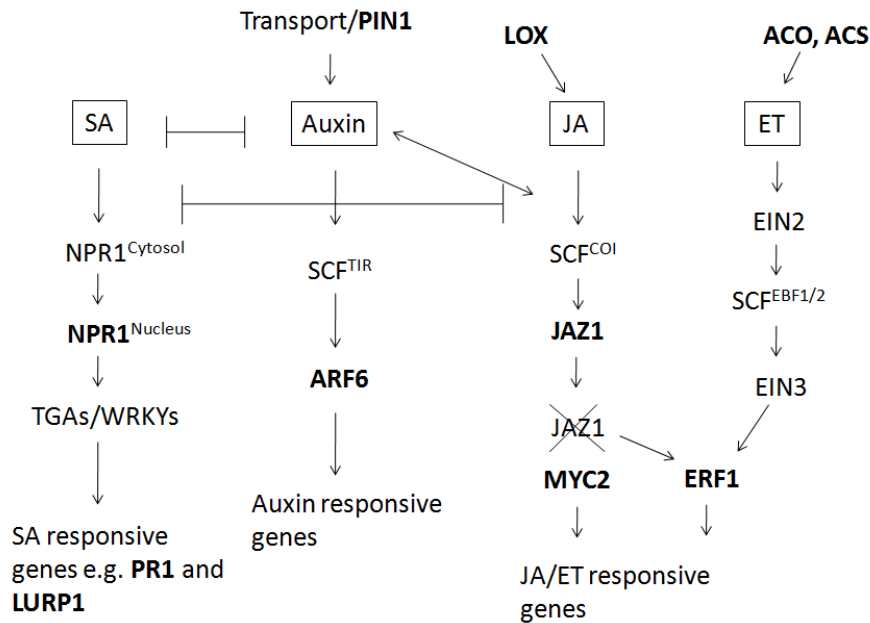 Transport/PIN1
LOX
ACO, ACS
SA
Auxin
JA
ET
NPR1Cytosol
SCFTIR
SCFCOI
EIN2
NPR1Nucleus
JAZ1
SCFEBF1/2
TGAs/WRKYs
ARF6
JAZ1
EIN3
MYC2
ERF1
SA responsive
genes e.g. PR1 and
LURP1
Auxin responsive
genes
JA/ET responsive
genes